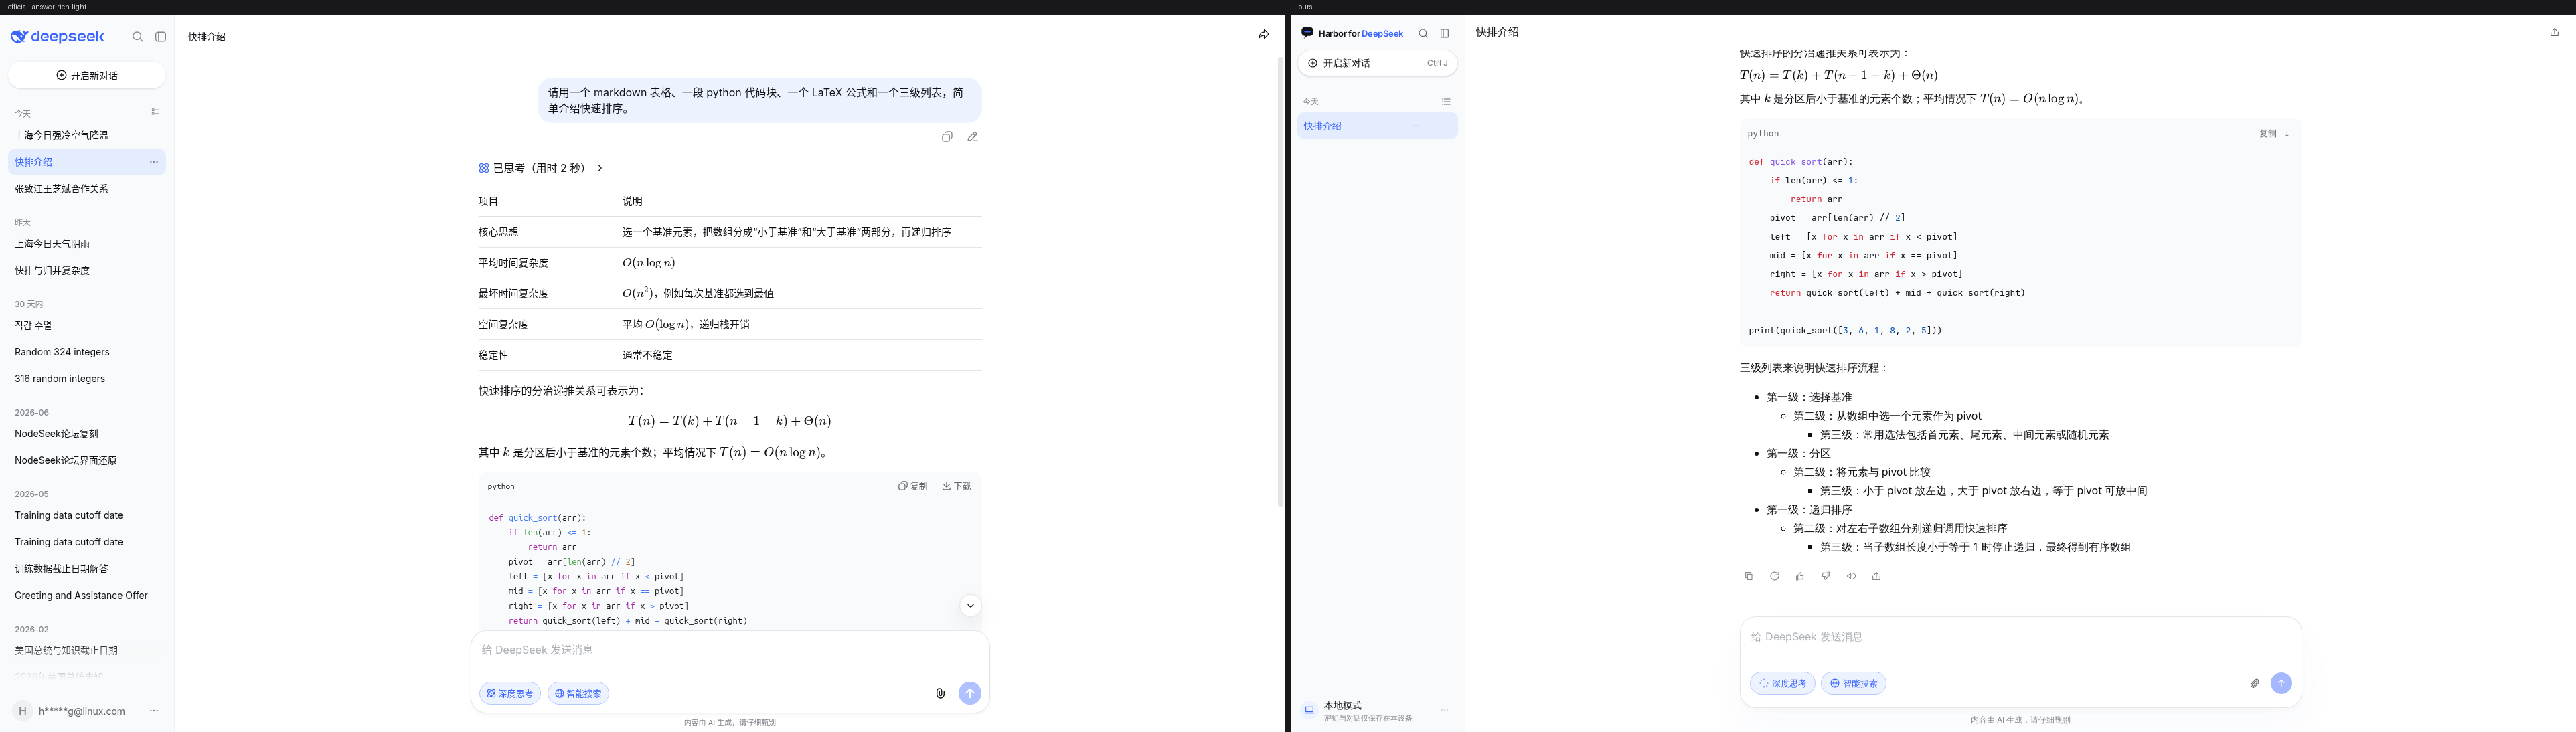 official answer-rich-light
deepseek
开启新对话
今天
上海今日强冷空气降温
快排介绍
张致江王芝斌合作关系
昨天
上海今日天气阴雨
快排与归并复杂度
30 天内
직감 수열
Random 324 integers
316 random integers
2026-06
NodeSeek论坛复刻
NodeSeek论坛界面还原
2026-05
Training data cutoff date
Training data cutoff date
训练数据截止日期解答
Greeting and Assistance Offer
2026-02
美国总统与知识截止日期
H h*****g@linux.com
快排介绍
请用一个 markdown 表格、一段 python 代码块、一个 LaTeX 公式和一个三级列表，简
单介绍快速排序。
已思考（用时 2 秒）
项目 说明
核心思想 选一个基准元素，把数组分成“小于基准”和“大于基准”两部分，再递归排序
平均时间复杂度 O(n log n)
最坏时间复杂度 O(n²)，例如每次基准都选到最值
空间复杂度 平均 O(log n)，递归栈开销
稳定性 通常不稳定
快速排序的分治递推关系可表示为：
T(n) = T(k) + T(n − 1 − k) + Θ(n)
其中 k 是分区后小于基准的元素个数；平均情况下 T(n) = O(n log n)。
python 复制 下载
def quick_sort(arr):
    if len(arr) <= 1:
        return arr
    pivot = arr[len(arr) // 2]
    left = [x for x in arr if x < pivot]
    mid = [x for x in arr if x == pivot]
    right = [x for x in arr if x > pivot]
    return quick_sort(left) + mid + quick_sort(right)
给 DeepSeek 发送消息
深度思考 智能搜索
内容由 AI 生成，请仔细甄别
ours
Harbor for DeepSeek
开启新对话 Ctrl J
今天
快排介绍
本地模式
密钥与对话仅保存在本设备
快排介绍
快速排序的分治递推关系可表示为：
T(n) = T(k) + T(n − 1 − k) + Θ(n)
其中 k 是分区后小于基准的元素个数；平均情况下 T(n) = O(n log n)。
python 复制 ↓
def quick_sort(arr):
    if len(arr) <= 1:
        return arr
    pivot = arr[len(arr) // 2]
    left = [x for x in arr if x < pivot]
    mid = [x for x in arr if x == pivot]
    right = [x for x in arr if x > pivot]
    return quick_sort(left) + mid + quick_sort(right)
print(quick_sort([3, 6, 1, 8, 2, 5]))
三级列表来说明快速排序流程：
• 第一级：选择基准
◦ 第二级：从数组中选一个元素作为 pivot
▪ 第三级：常用选法包括首元素、尾元素、中间元素或随机元素
• 第一级：分区
◦ 第二级：将元素与 pivot 比较
▪ 第三级：小于 pivot 放左边，大于 pivot 放右边，等于 pivot 可放中间
• 第一级：递归排序
◦ 第二级：对左右子数组分别递归调用快速排序
▪ 第三级：当子数组长度小于等于 1 时停止递归，最终得到有序数组
给 DeepSeek 发送消息
深度思考 智能搜索
内容由 AI 生成，请仔细甄别